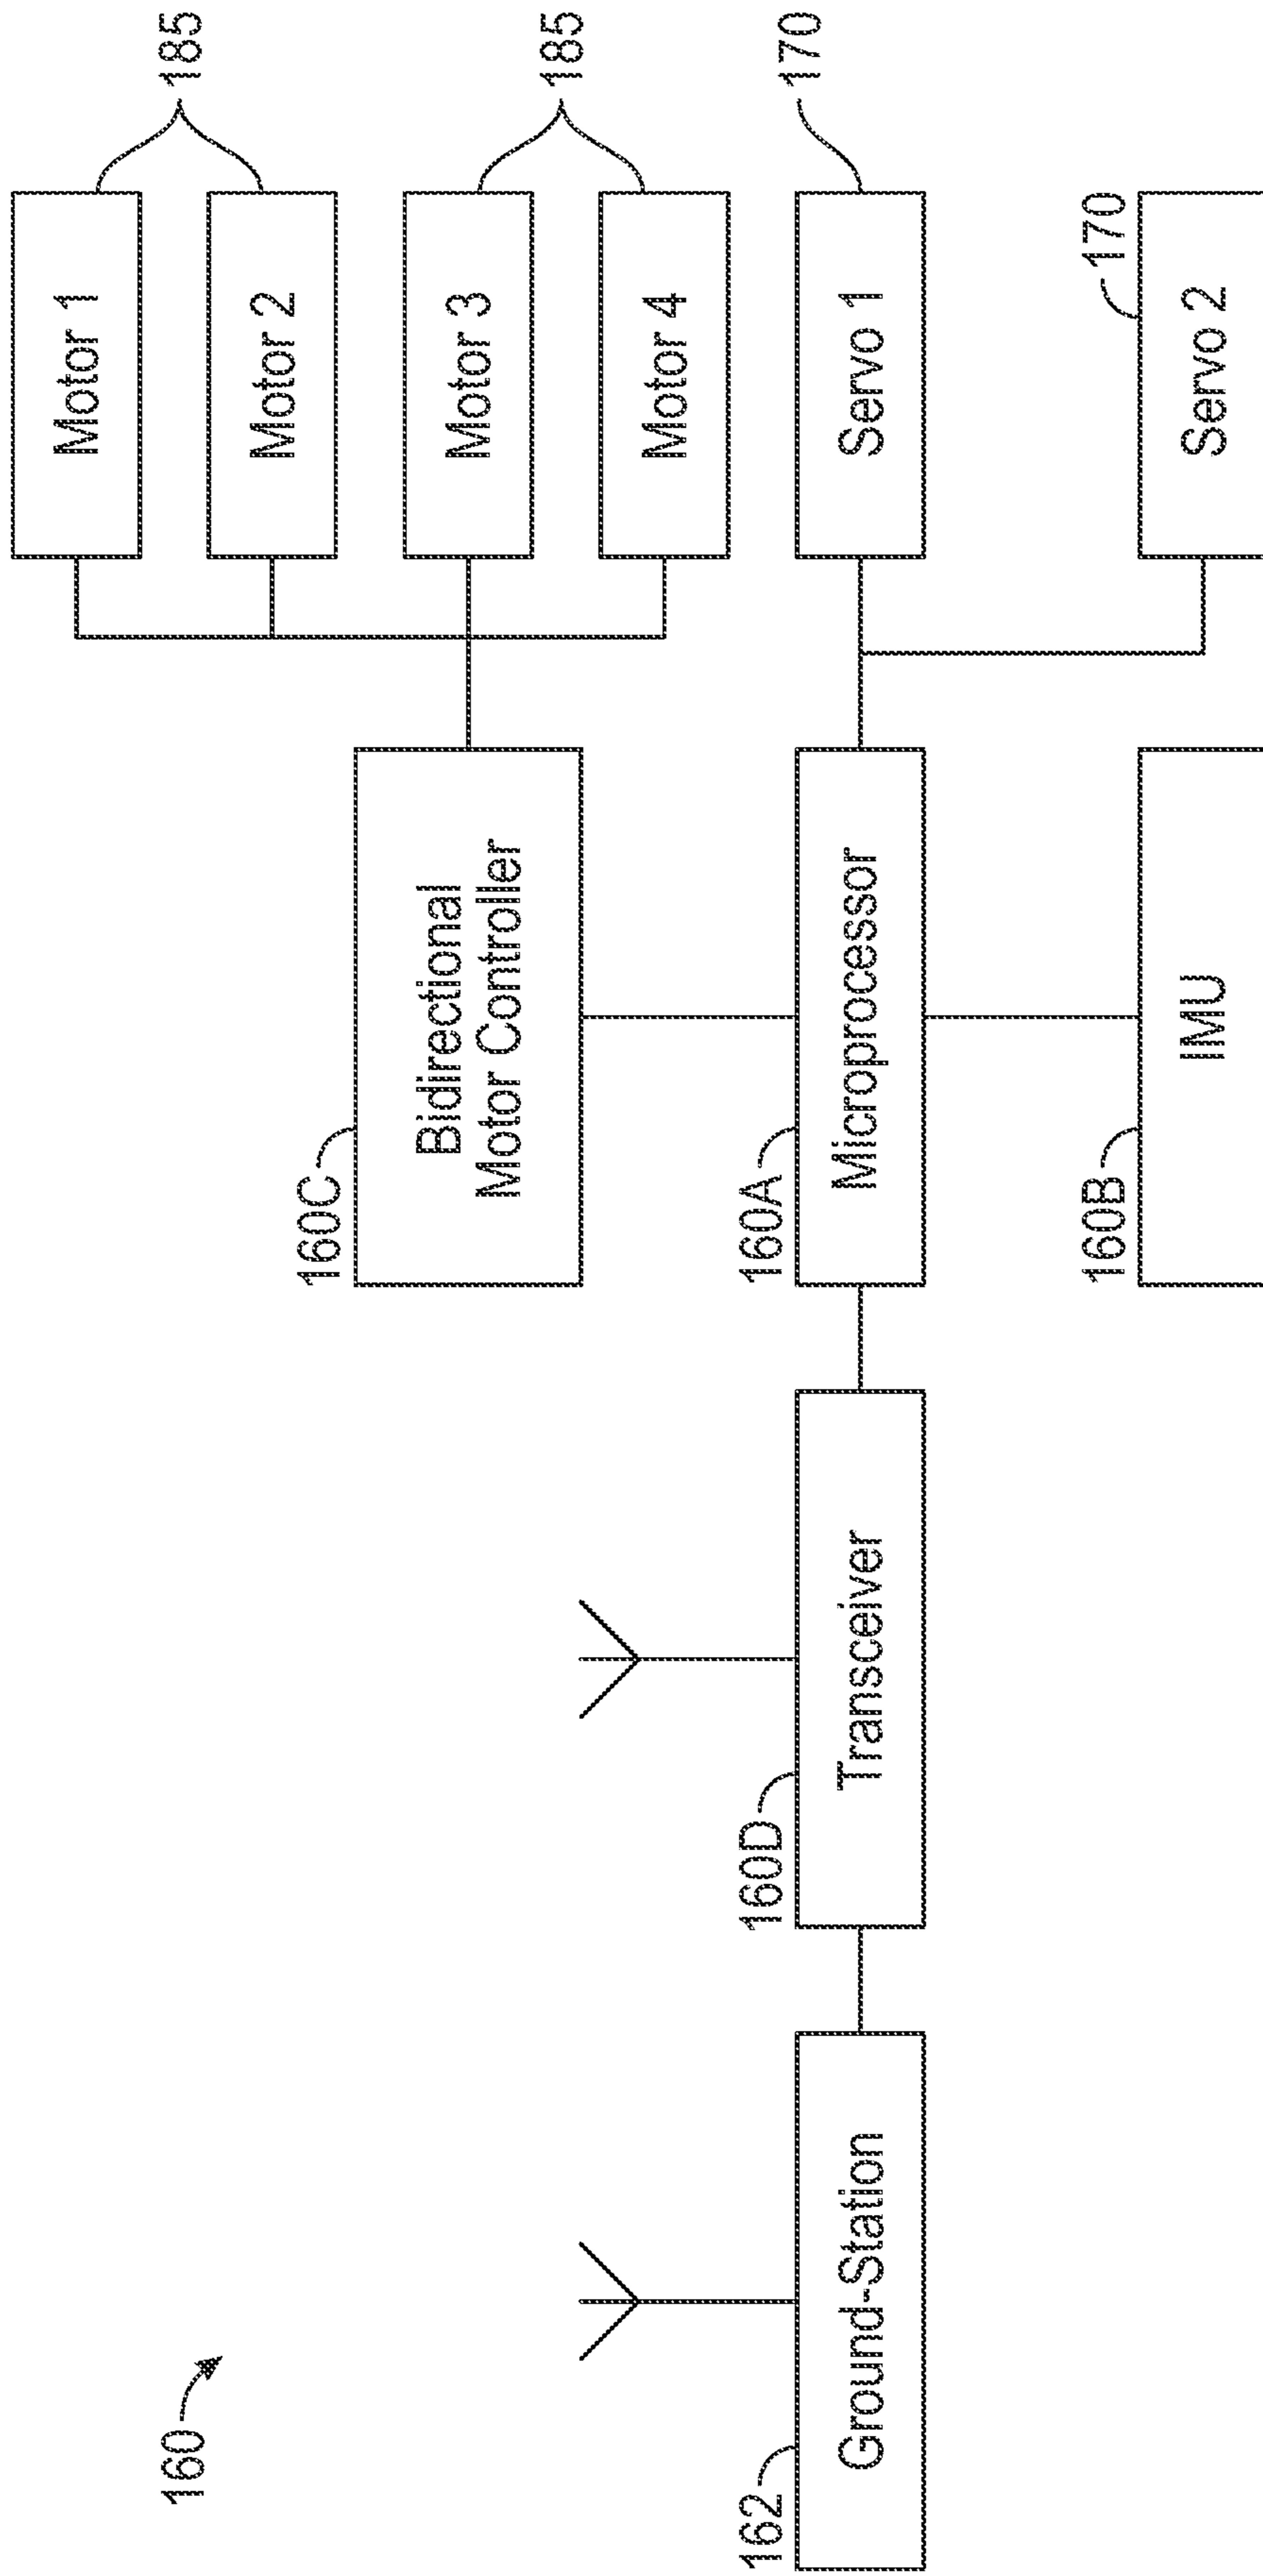 160
162
Ground-Station
160D
Transceiver
160C
Bidirectional
Motor Controller
160A
Microprocessor
160B
IMU
Motor 1
Motor 2
185
Motor 3
Motor 4
185
Servo 1
170
Servo 2
170